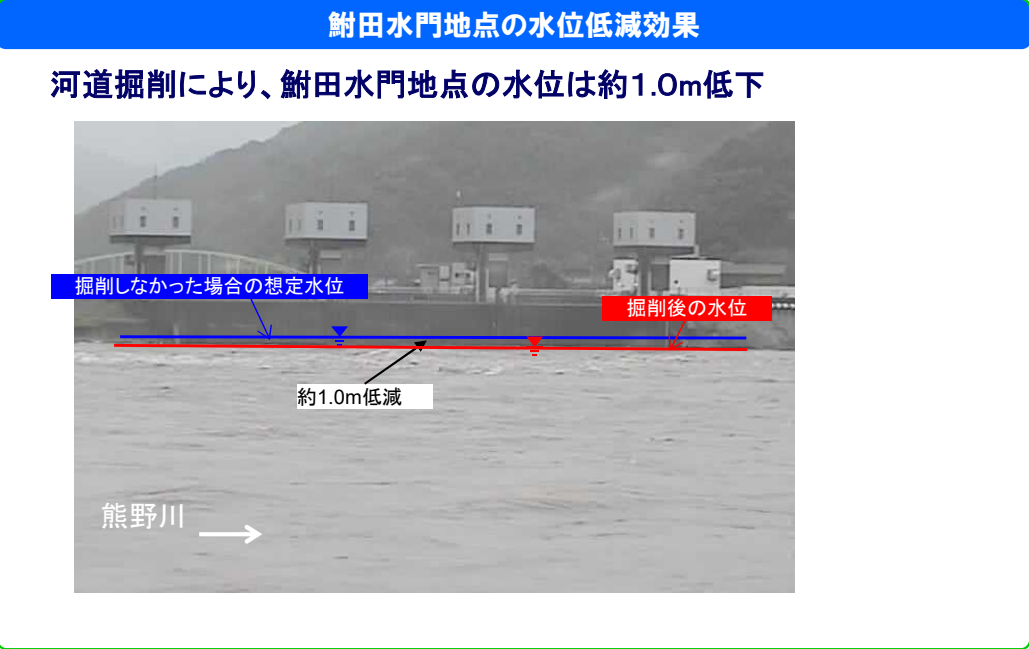 鮒田水門地点の水位低減効果
河道掘削により、鮒田水門地点の水位は約1.0m低下
掘削しなかった場合の想定水位
掘削後の水位
約1.0m低減
熊野川